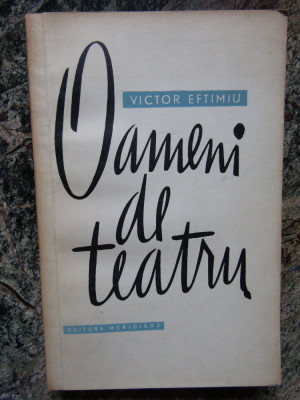 VICTOR EFTIMIU
Oameni
de
teatru
EDITURA MERIDIANE